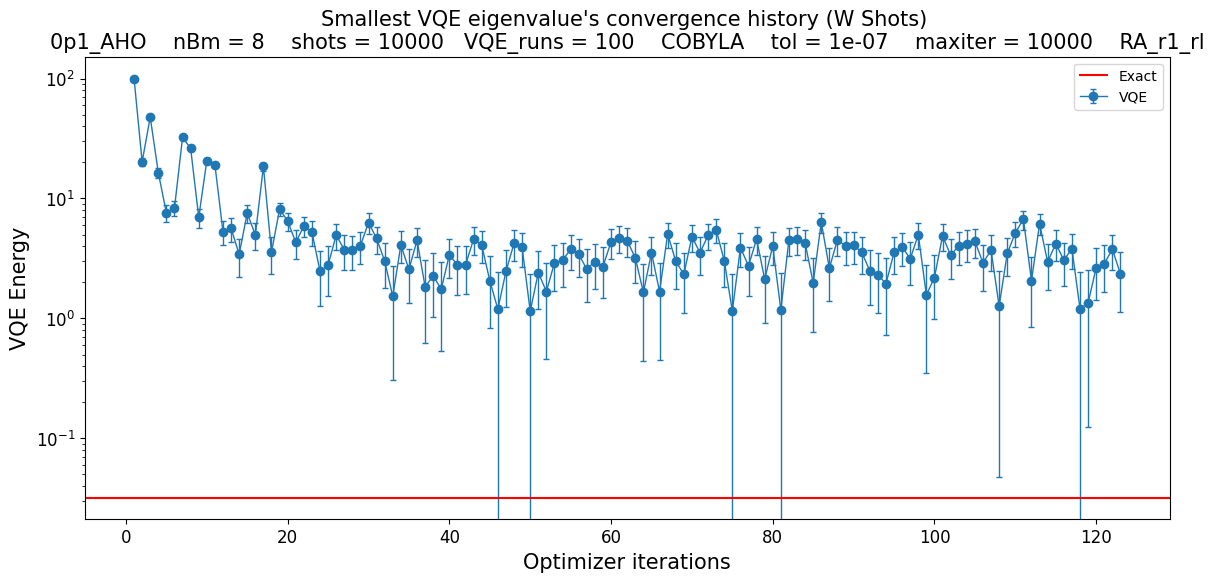 Smallest VQE eigenvalue's convergence history (W Shots)
0p1_AHO    nBm = 8    shots = 10000   VQE_runs = 100    COBYLA    tol = 1e-07    maxiter = 10000    RA_r1_rl
Exact
VQE
VQE Energy
10²
10¹
10⁰
10⁻¹
0 20 40 60 80 100 120
Optimizer iterations